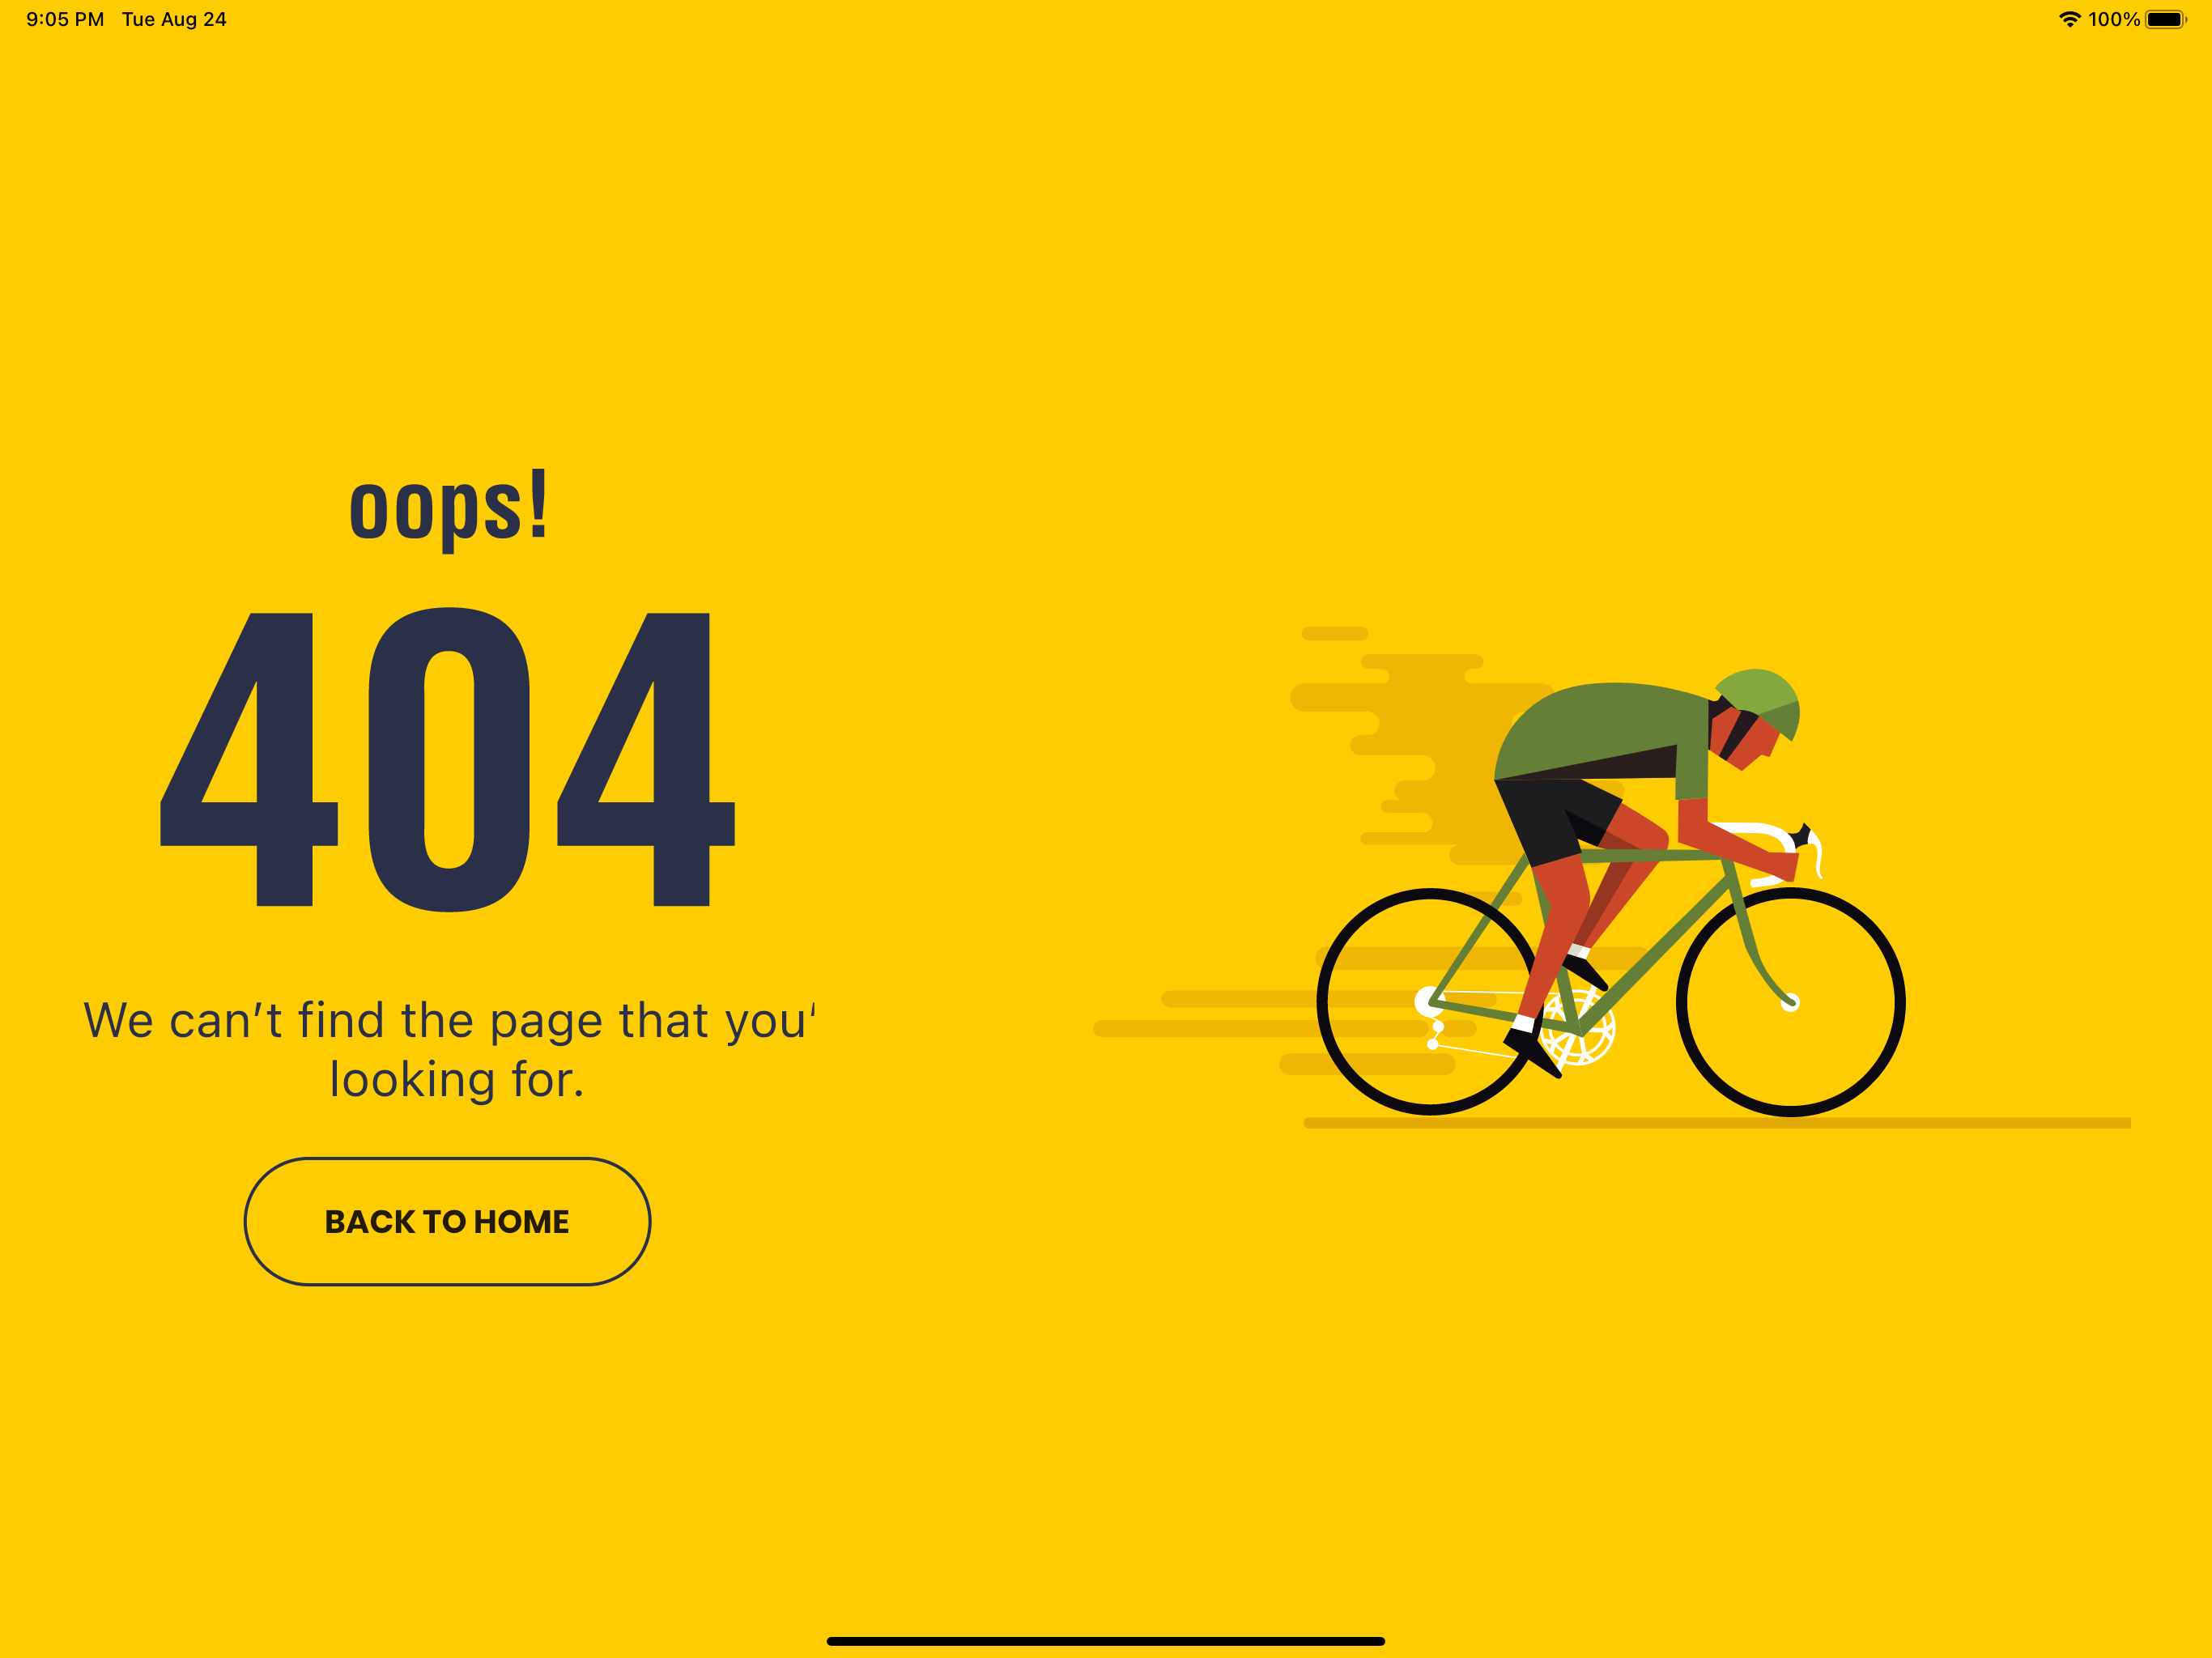 9:05 PM Tue Aug 24
100%
oops!
404
We can't find the page that you'
looking for.
BACK TO HOME